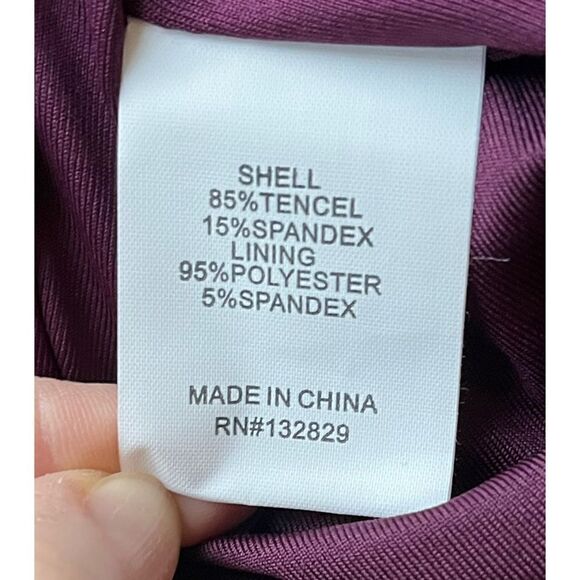 SHELL
85%TENCEL
15%SPANDEX
LINING
95%POLYESTER
5%SPANDEX
MADE IN CHINA
RN#132829